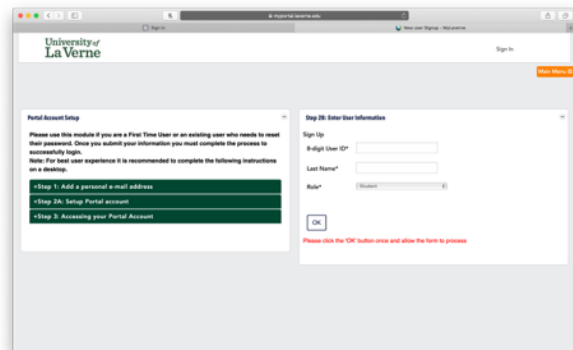 myportal.laverne.edu
Sign In
New user Signup - MyLaverne
University of
La Verne
Sign In
Main Menu
Portal Account Setup
Please use this module if you are a First Time User or an existing user who needs to reset
their password. Once you submit your information you must complete the process to
successfully login.
Note: For best user experience it is recommended to complete the following instructions
on a desktop.
+Step 1: Add a personal e-mail address
+Step 2A: Setup Portal account
+Step 3: Accessing your Portal Account
Step 2B: Enter User Information
Sign Up
8-digit User ID*
Last Name*
Role*
Student
OK
Please click the 'OK' button once and allow the form to process